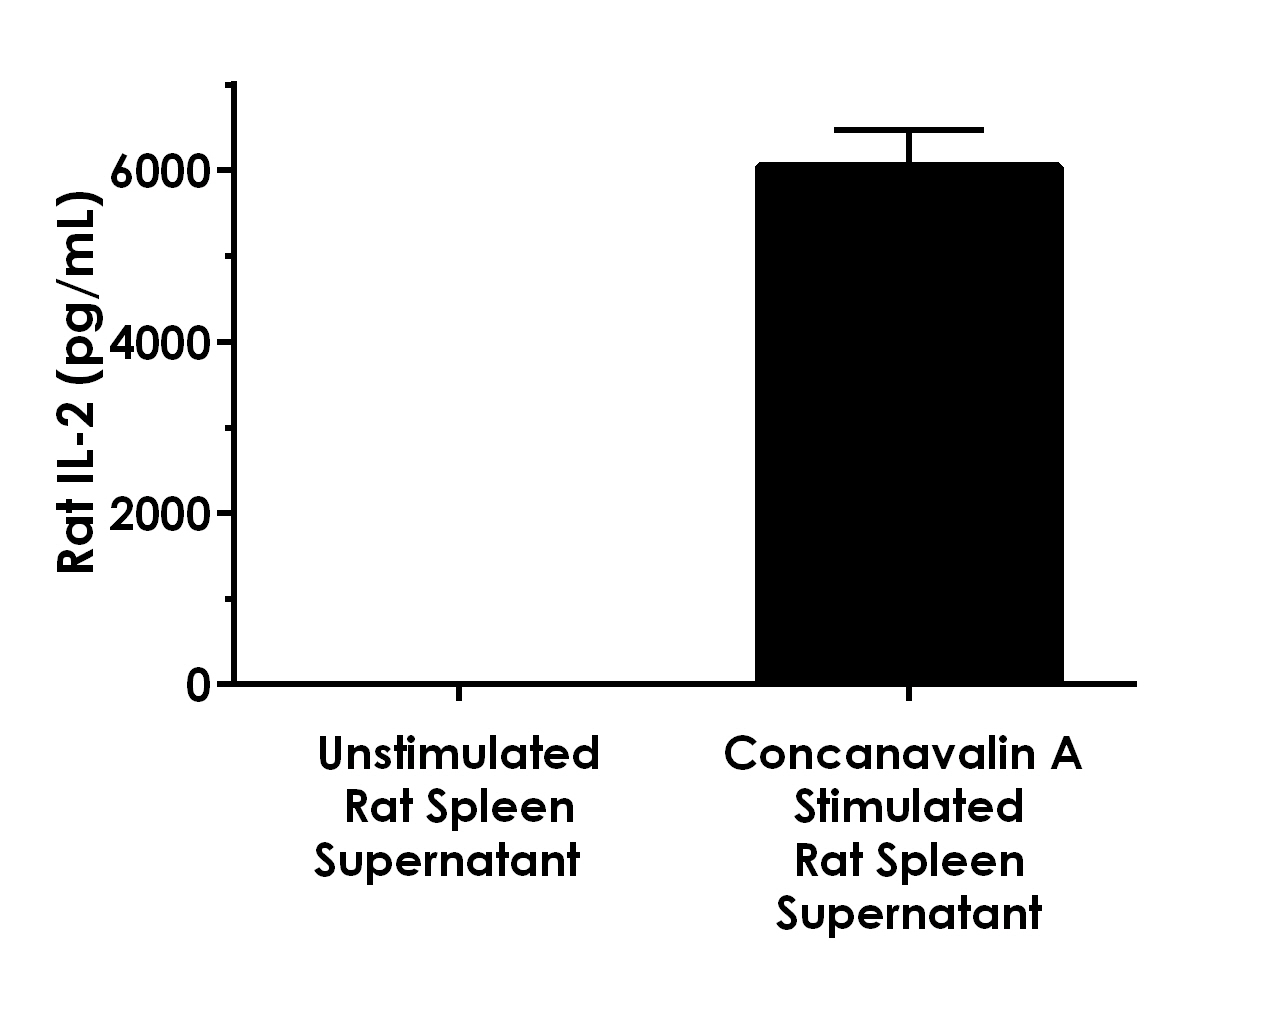 Rat IL-2 (pg/mL)
6000
4000
2000
0
Unstimulated
Rat Spleen
Supernatant
Concanavalin A
Stimulated
Rat Spleen
Supernatant